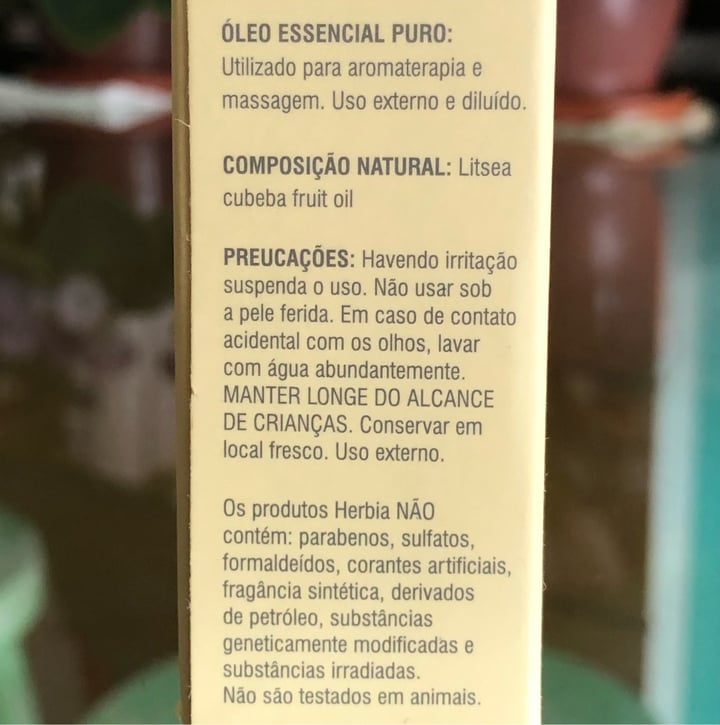 ÓLEO ESSENCIAL PURO:
Utilizado para aromaterapia e
massagem. Uso externo e diluído.
COMPOSIÇÃO NATURAL: Litsea
cubeba fruit oil
PREUCAÇÕES: Havendo irritação
suspenda o uso. Não usar sob
a pele ferida. Em caso de contato
acidental com os olhos, lavar
com água abundantemente.
MANTER LONGE DO ALCANCE
DE CRIANÇAS. Conservar em
local fresco. Uso externo.
Os produtos Herbia NÃO
contém: parabenos, sulfatos,
formaldeídos, corantes artificiais,
fragância sintética, derivados
de petróleo, substâncias
geneticamente modificadas e
substâncias irradiadas.
Não são testados em animais.